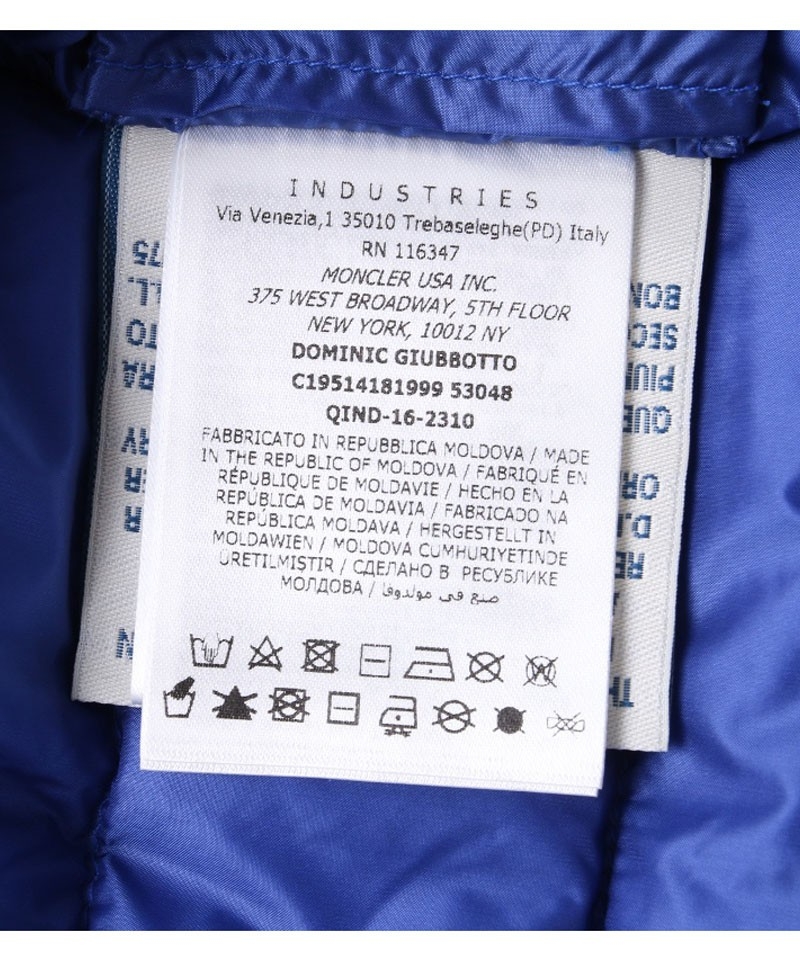 INDUSTRIES
Via Venezia,1 35010 Trebaseleghe(PD) Italy
RN 116347
MONCLER USA INC.
375 WEST BROADWAY, 5TH FLOOR
NEW YORK, 10012 NY
DOMINIC GIUBBOTTO
C19514181999 53048
QIND-16-2310
FABBRICATO IN REPUBBLICA MOLDOVA / MADE
IN THE REPUBLIC OF MOLDOVA / FABRIQUÉ EN
RÉPUBLIQUE DE MOLDAVIE / HECHO EN LA
REPÚBLICA DE MOLDAVIA / FABRICADO NA
REPÚBLICA MOLDAVA / HERGESTELLT IN
MOLDAWIEN / MOLDOVA CUMHURIYETINDE
ÜRETILMIŞTIR / СДЕЛАНО В РЕСПУБЛИКЕ
МОЛДОВА / صنع في مولدوفا